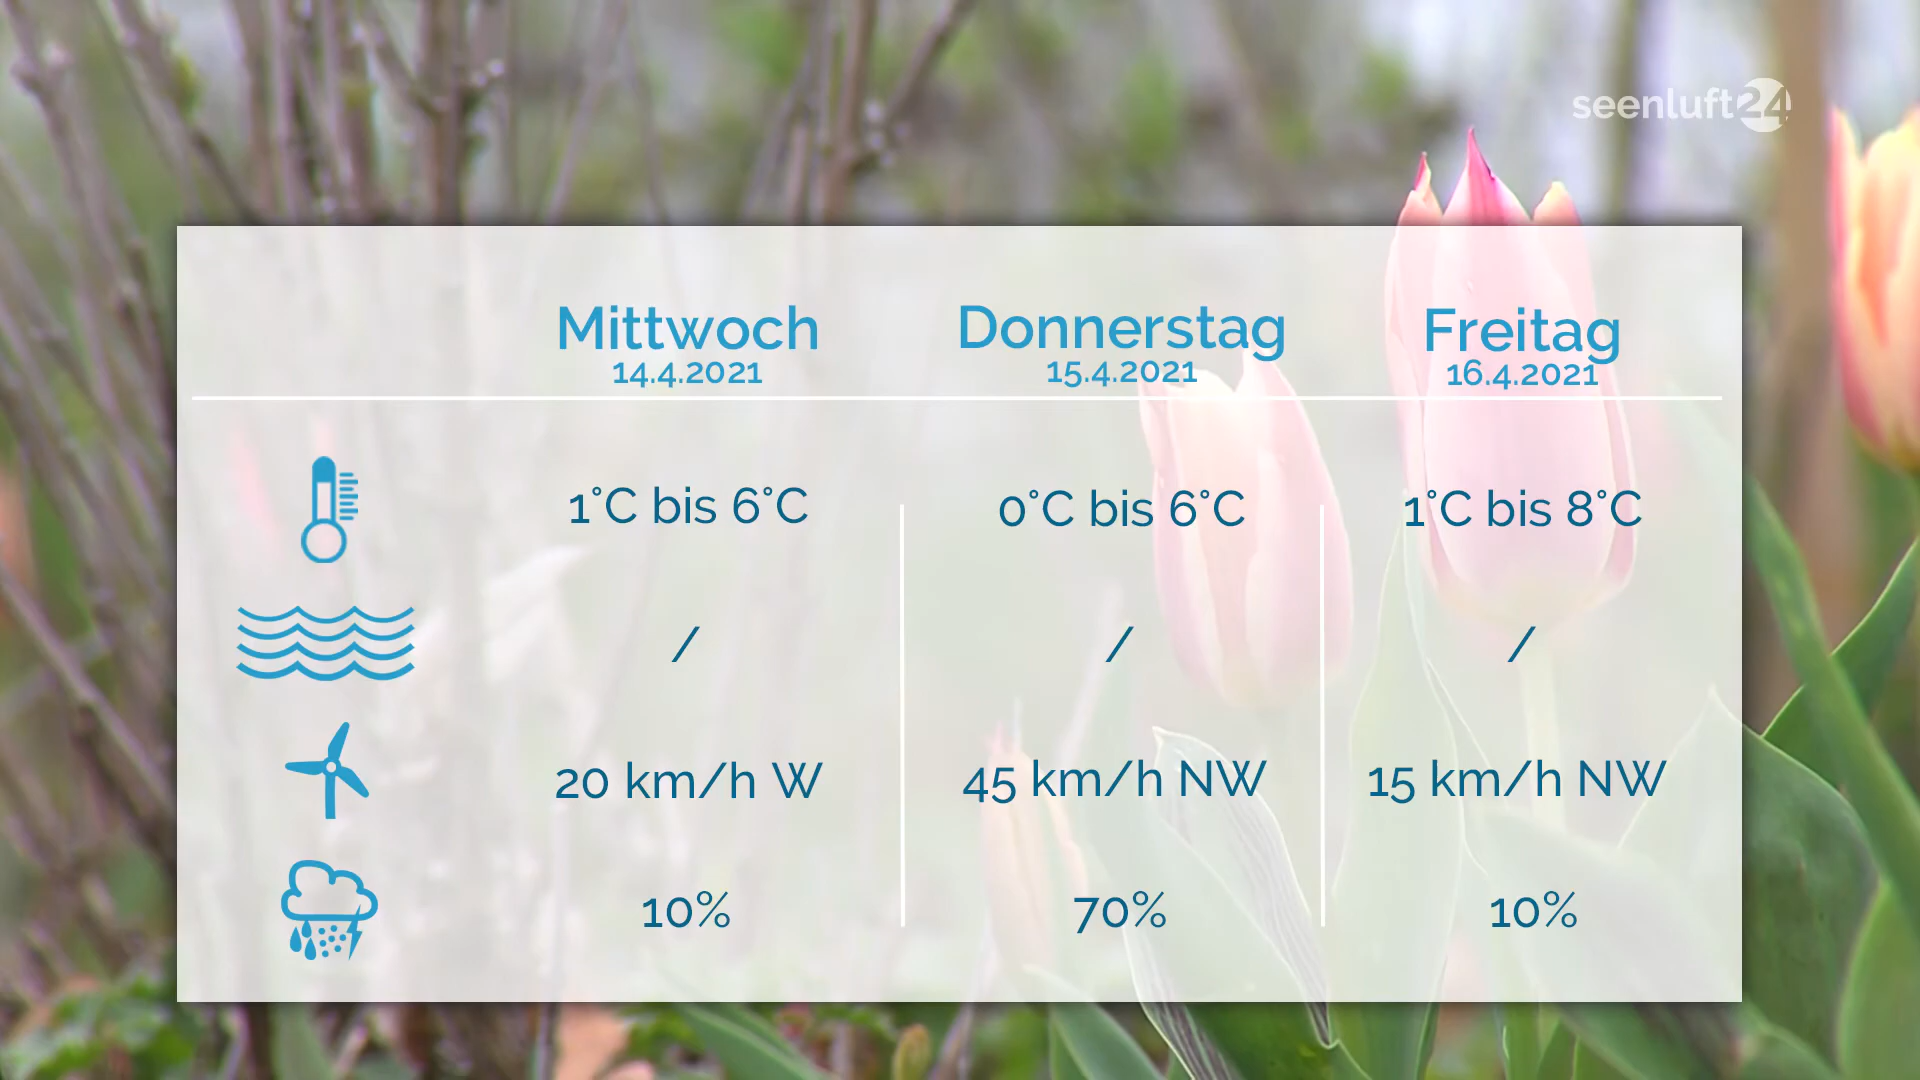 seenluft24
Mittwoch Donnerstag Freitag
14.4.2021 15.4.2021 16.4.2021
1°C bis 6°C 0°C bis 6°C 1°C bis 8°C
/ / /
20 km/h W 45 km/h NW 15 km/h NW
10% 70% 10%